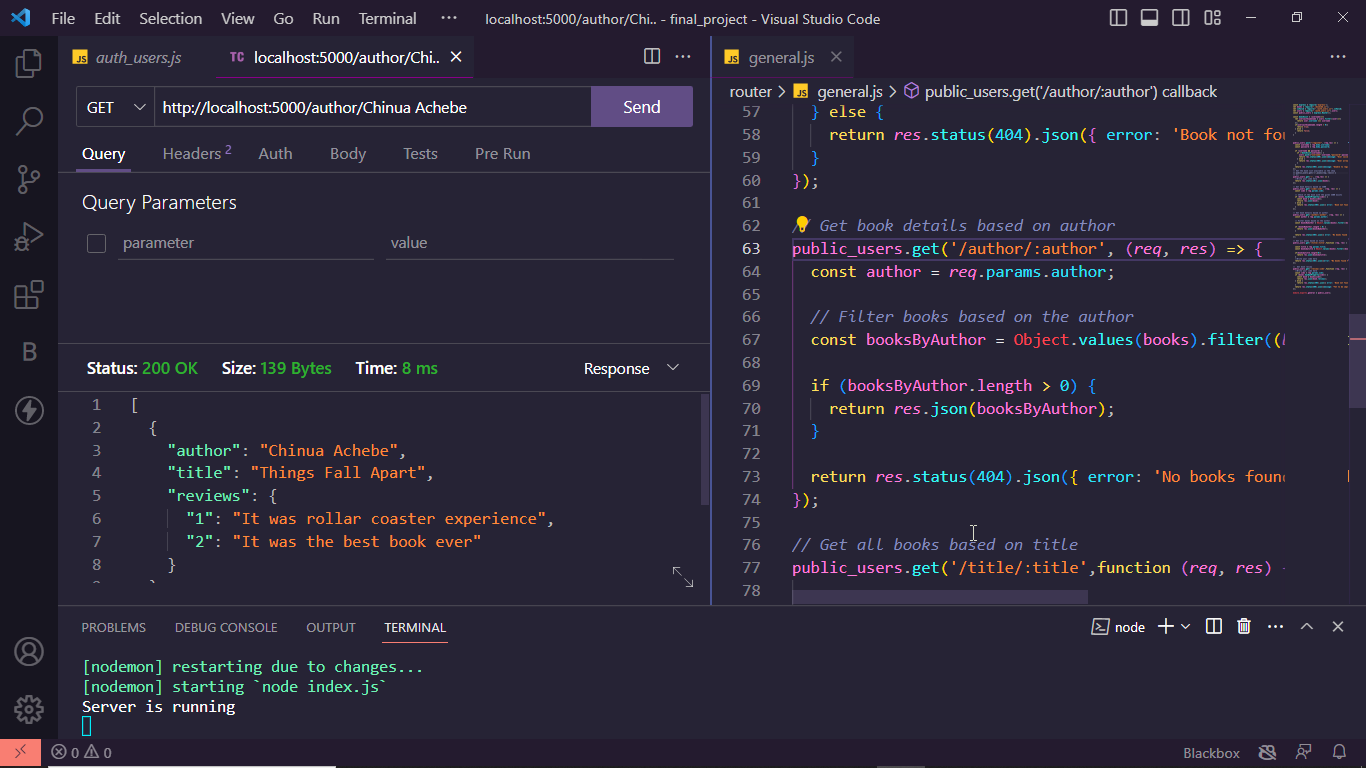 File Edit Selection View Go Run Terminal ··· localhost:5000/author/Chi.. - final_project - Visual Studio Code
JS auth_users.js TC localhost:5000/author/Chi.. JS general.js
GET http://localhost:5000/author/Chinua Achebe Send
Query Headers 2 Auth Body Tests Pre Run
Query Parameters
parameter value
Status: 200 OK Size: 139 Bytes Time: 8 ms Response
1 [
2 {
3 "author": "Chinua Achebe",
4 "title": "Things Fall Apart",
5 "reviews": {
6 "1": "It was rollar coaster experience",
7 "2": "It was the best book ever"
8 }
router > JS general.js > public_users.get('/author/:author') callback
57 } else {
58 return res.status(404).json({ error: 'Book not fou
59 }
60 });
61
62 // Get book details based on author
63 public_users.get('/author/:author', (req, res) => {
64 const author = req.params.author;
65
66 // Filter books based on the author
67 const booksByAuthor = Object.values(books).filter((
68
69 if (booksByAuthor.length > 0) {
70 return res.json(booksByAuthor);
71 }
72
73 return res.status(404).json({ error: 'No books foun
74 });
75
76 // Get all books based on title
77 public_users.get('/title/:title',function (req, res)
78
PROBLEMS DEBUG CONSOLE OUTPUT TERMINAL node
[nodemon] restarting due to changes...
[nodemon] starting `node index.js`
Server is running
0 0 Blackbox